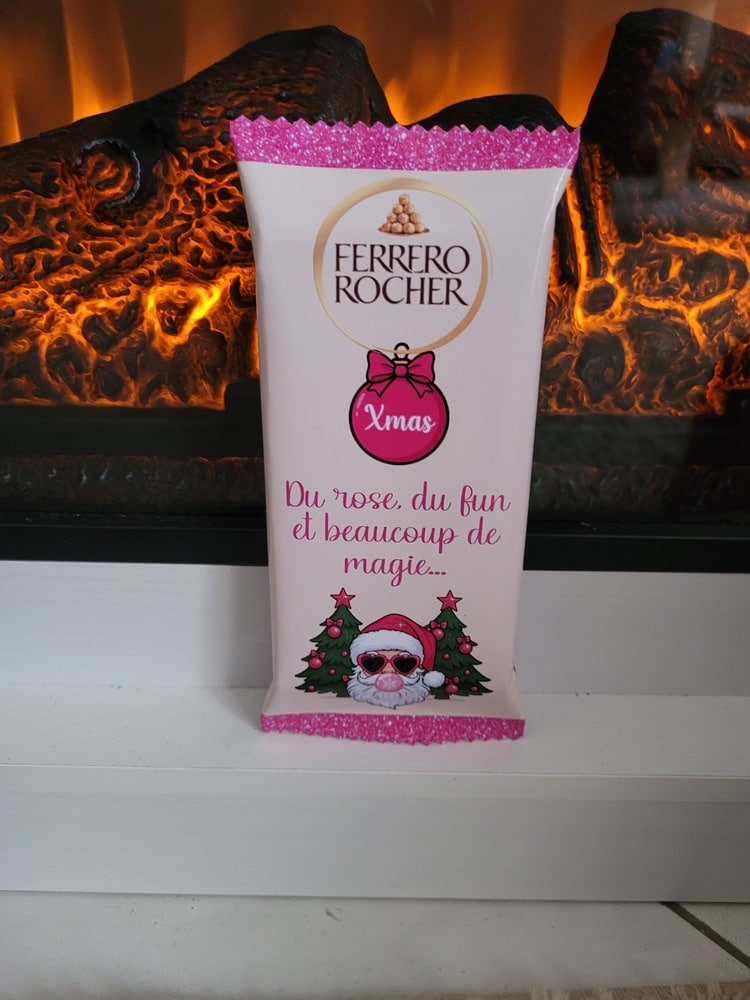 FERRERO
ROCHER
Xmas
Du rose, du fun
et beaucoup de
magie...